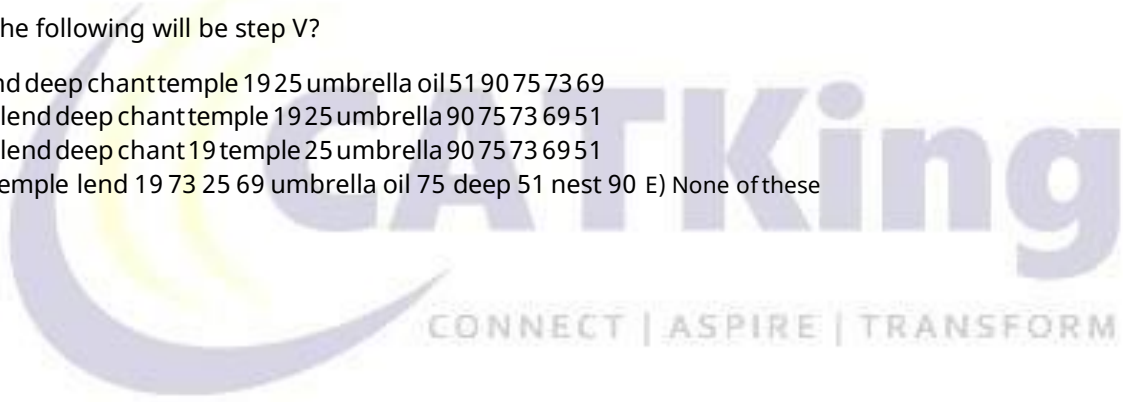 he following will be step V?
nd deep chant temple 19 25 umbrella oil 51 90 75 73 69
lend deep chant temple 19 25 umbrella 90 75 73 69 51
lend deep chant 19 temple 25 umbrella 90 75 73 69 51
emple lend 19 73 25 69 umbrella oil 75 deep 51 nest 90 E) None of these
CATKing
CONNECT | ASPIRE | TRANSFORM